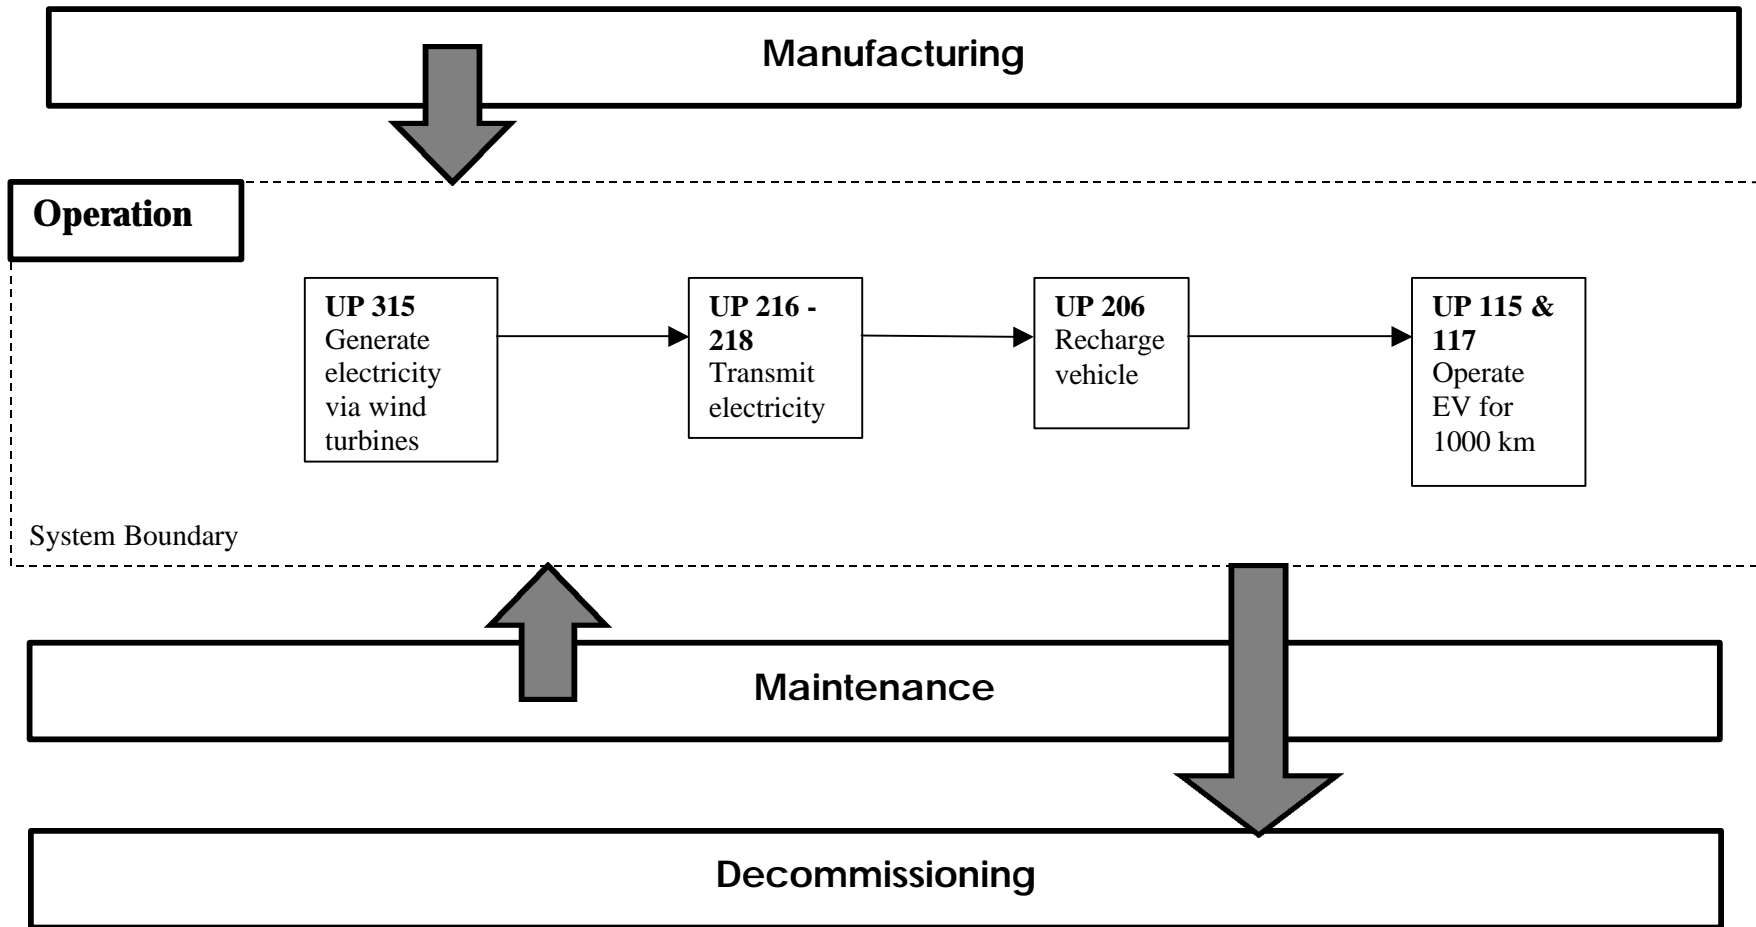 Manufacturing
Operation
UP 315
Generate
electricity
via wind
turbines
UP 216 -
218
Transmit
electricity
UP 206
Recharge
vehicle
UP 115 &
117
Operate
EV for
1000 km
System Boundary
Maintenance
Decommissioning